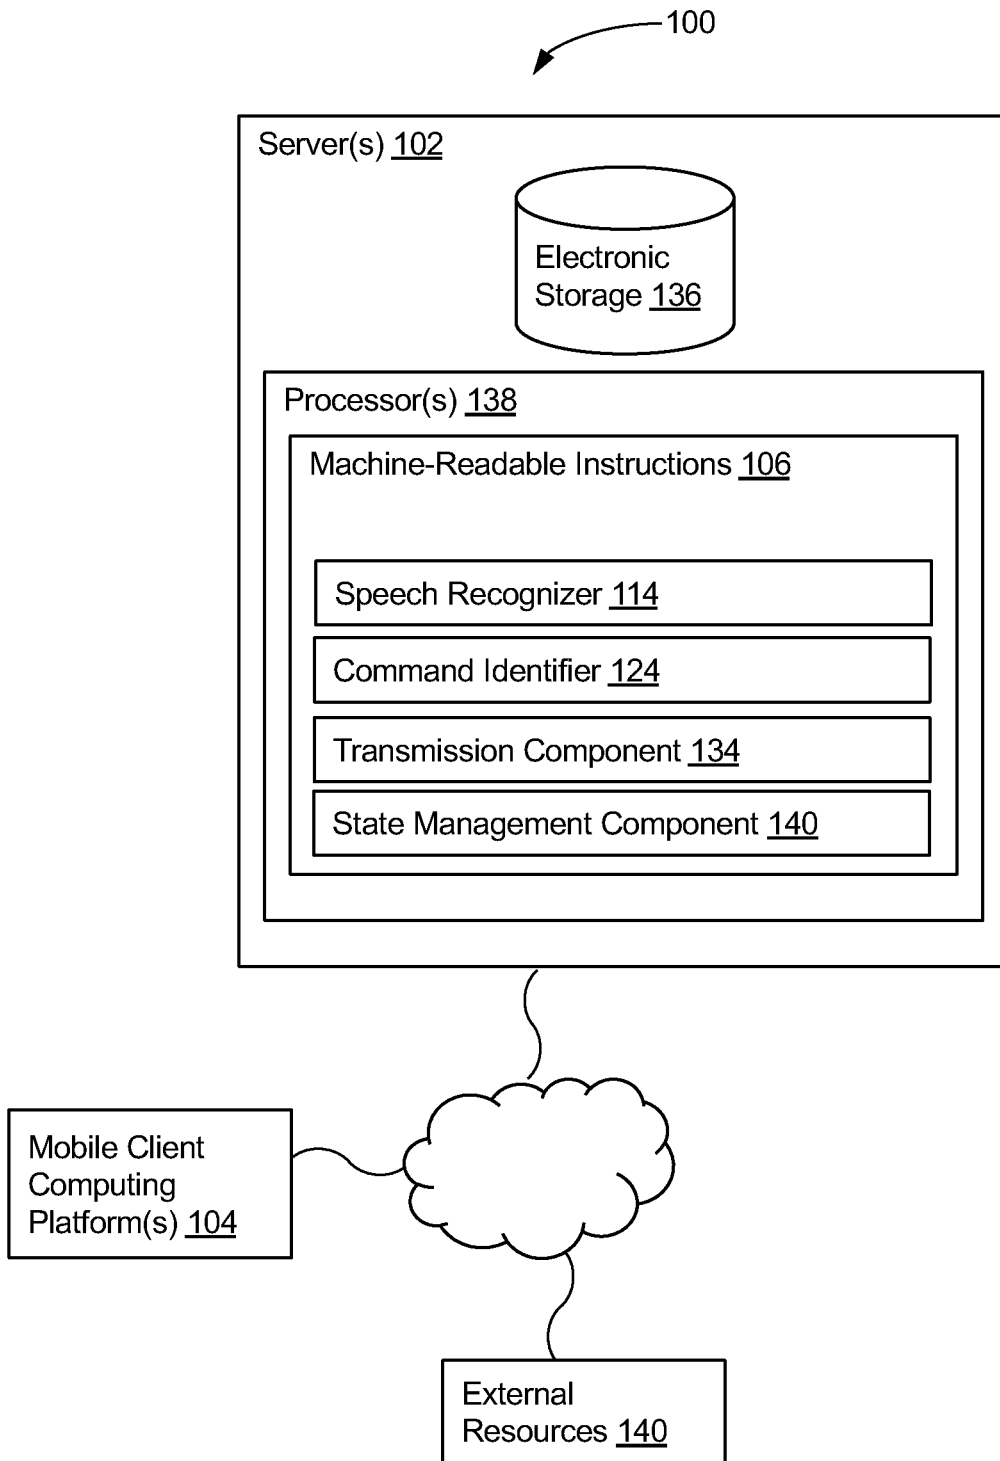 100
Server(s) 102
Electronic
Storage 136
Processor(s) 138
Machine-Readable Instructions 106
Speech Recognizer 114
Command Identifier 124
Transmission Component 134
State Management Component 140
Mobile Client
Computing
Platform(s) 104
External
Resources 140